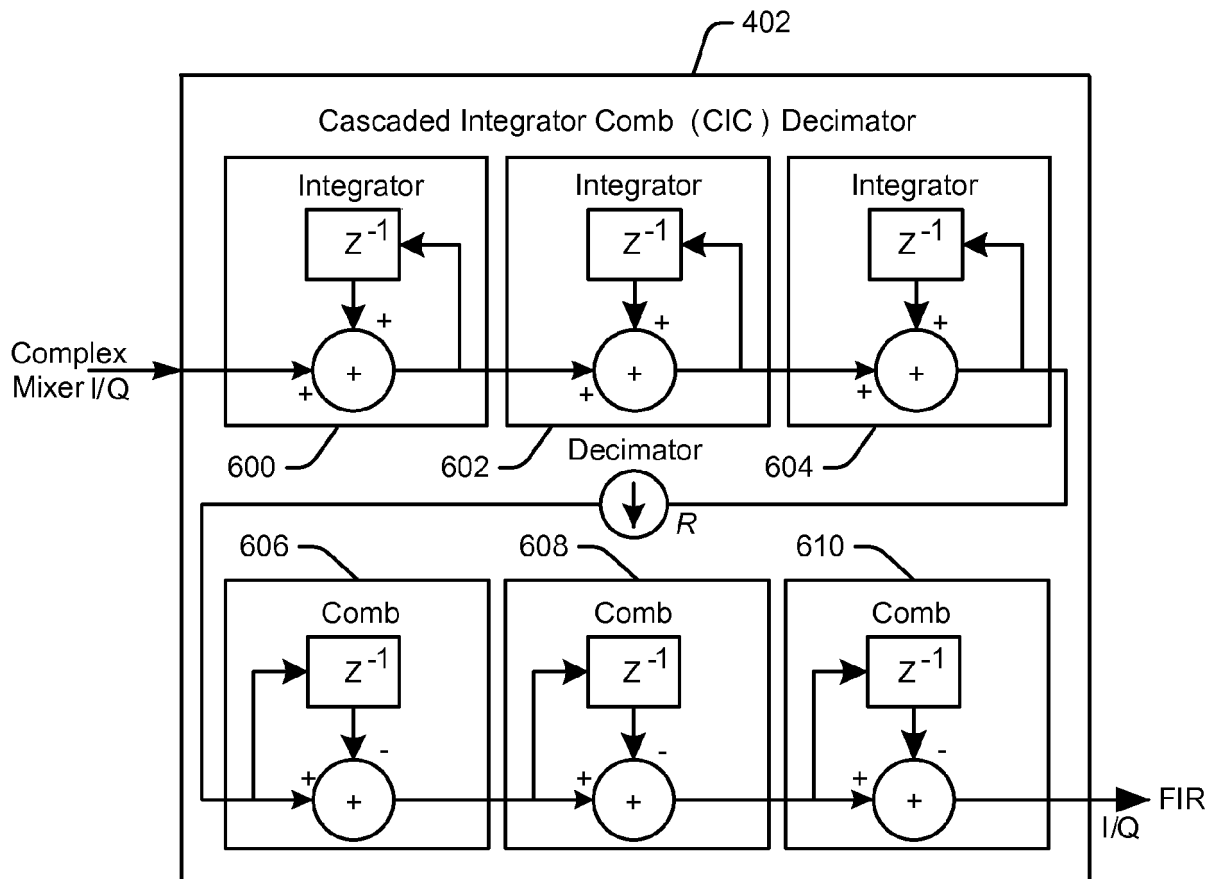 402
Cascaded Integrator Comb (CIC) Decimator
Integrator
Integrator
Integrator
Z⁻¹
Z⁻¹
Z⁻¹
+
+
+
Complex
Mixer I/Q
+
+
+
+
+
+
600
602
Decimator
604
R
606
608
610
Comb
Comb
Comb
Z⁻¹
Z⁻¹
Z⁻¹
-
-
-
+
+
+
+
+
+
FIR
I/Q